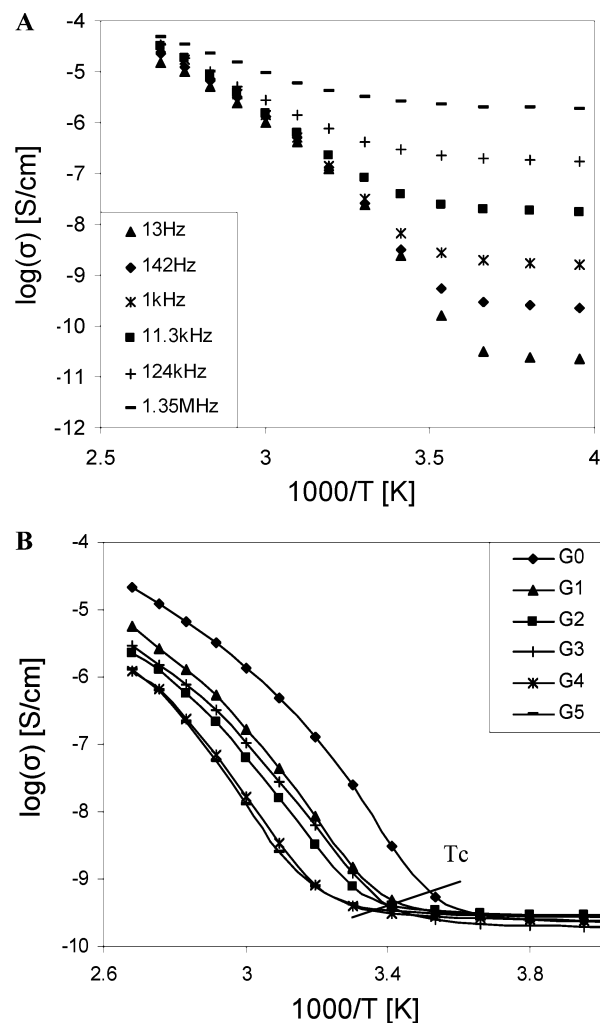 A
-4
-5
-6
-7
-8
-9
-10
-11
-12
log(σ) [S/cm]
13Hz
142Hz
1kHz
11.3kHz
124kHz
1.35MHz
2.5 3 3.5 4
1000/T [K]
B
-4
-5
-6
-7
-8
-9
-10
log(σ) [S/cm]
G0
G1
G2
G3
G4
G5
Tc
2.6 3 3.4 3.8
1000/T [K]